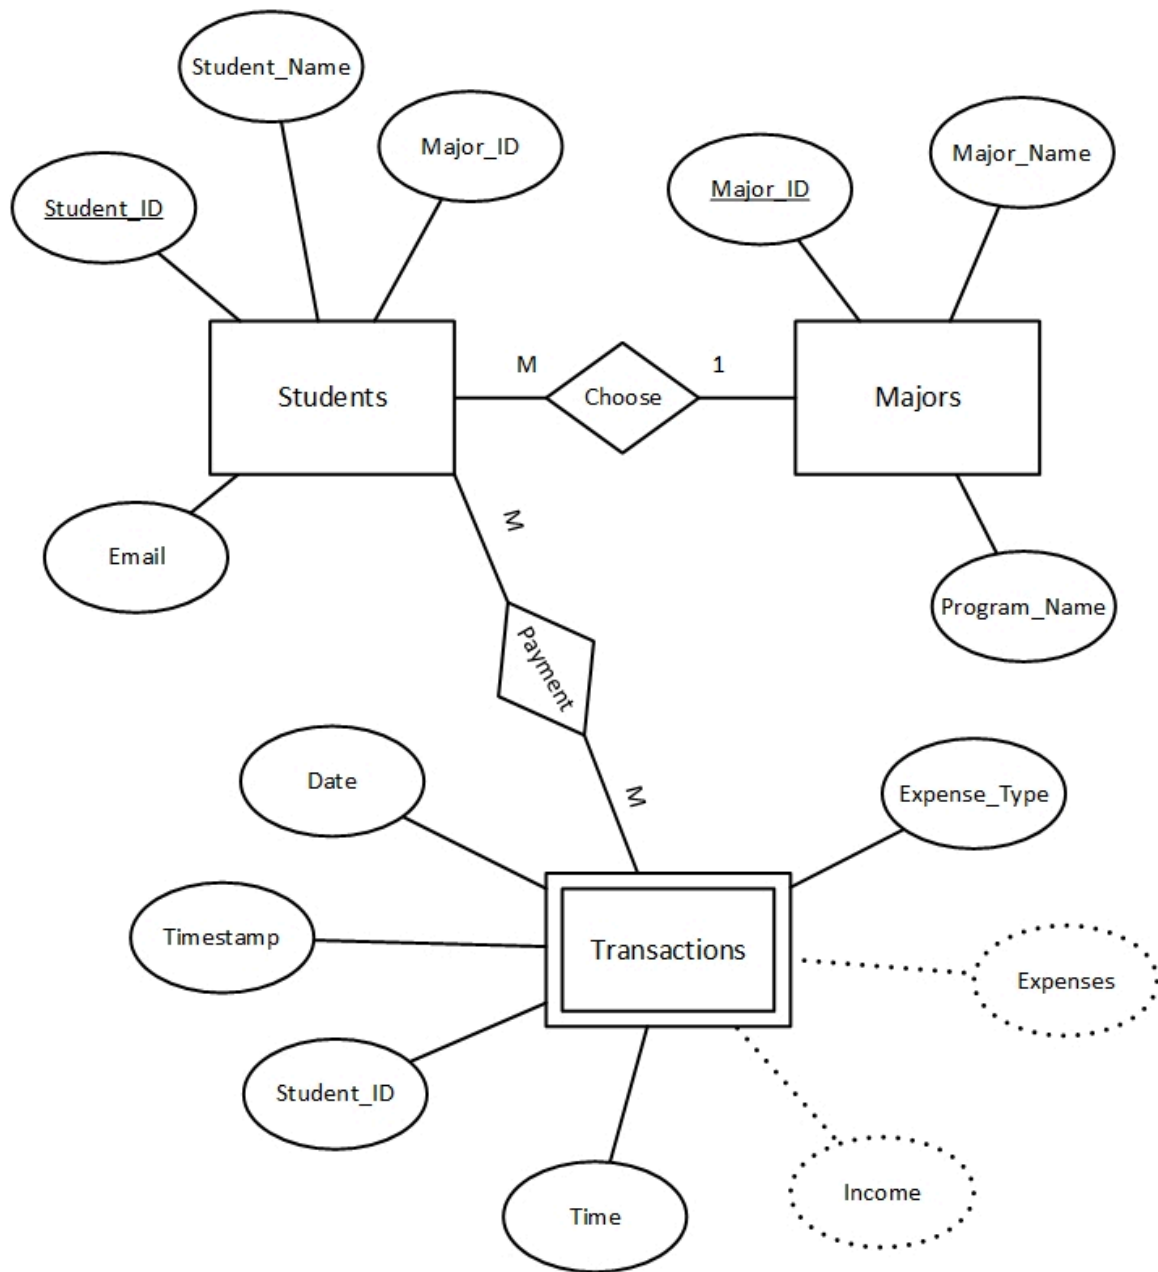 Student_Name
Major_ID
Student_ID
Major_ID
Major_Name
Students
M
Choose
1
Majors
Email
M
Program_Name
Payment
Date
M
Expense_Type
Timestamp
Transactions
Expenses
Student_ID
Time
Income